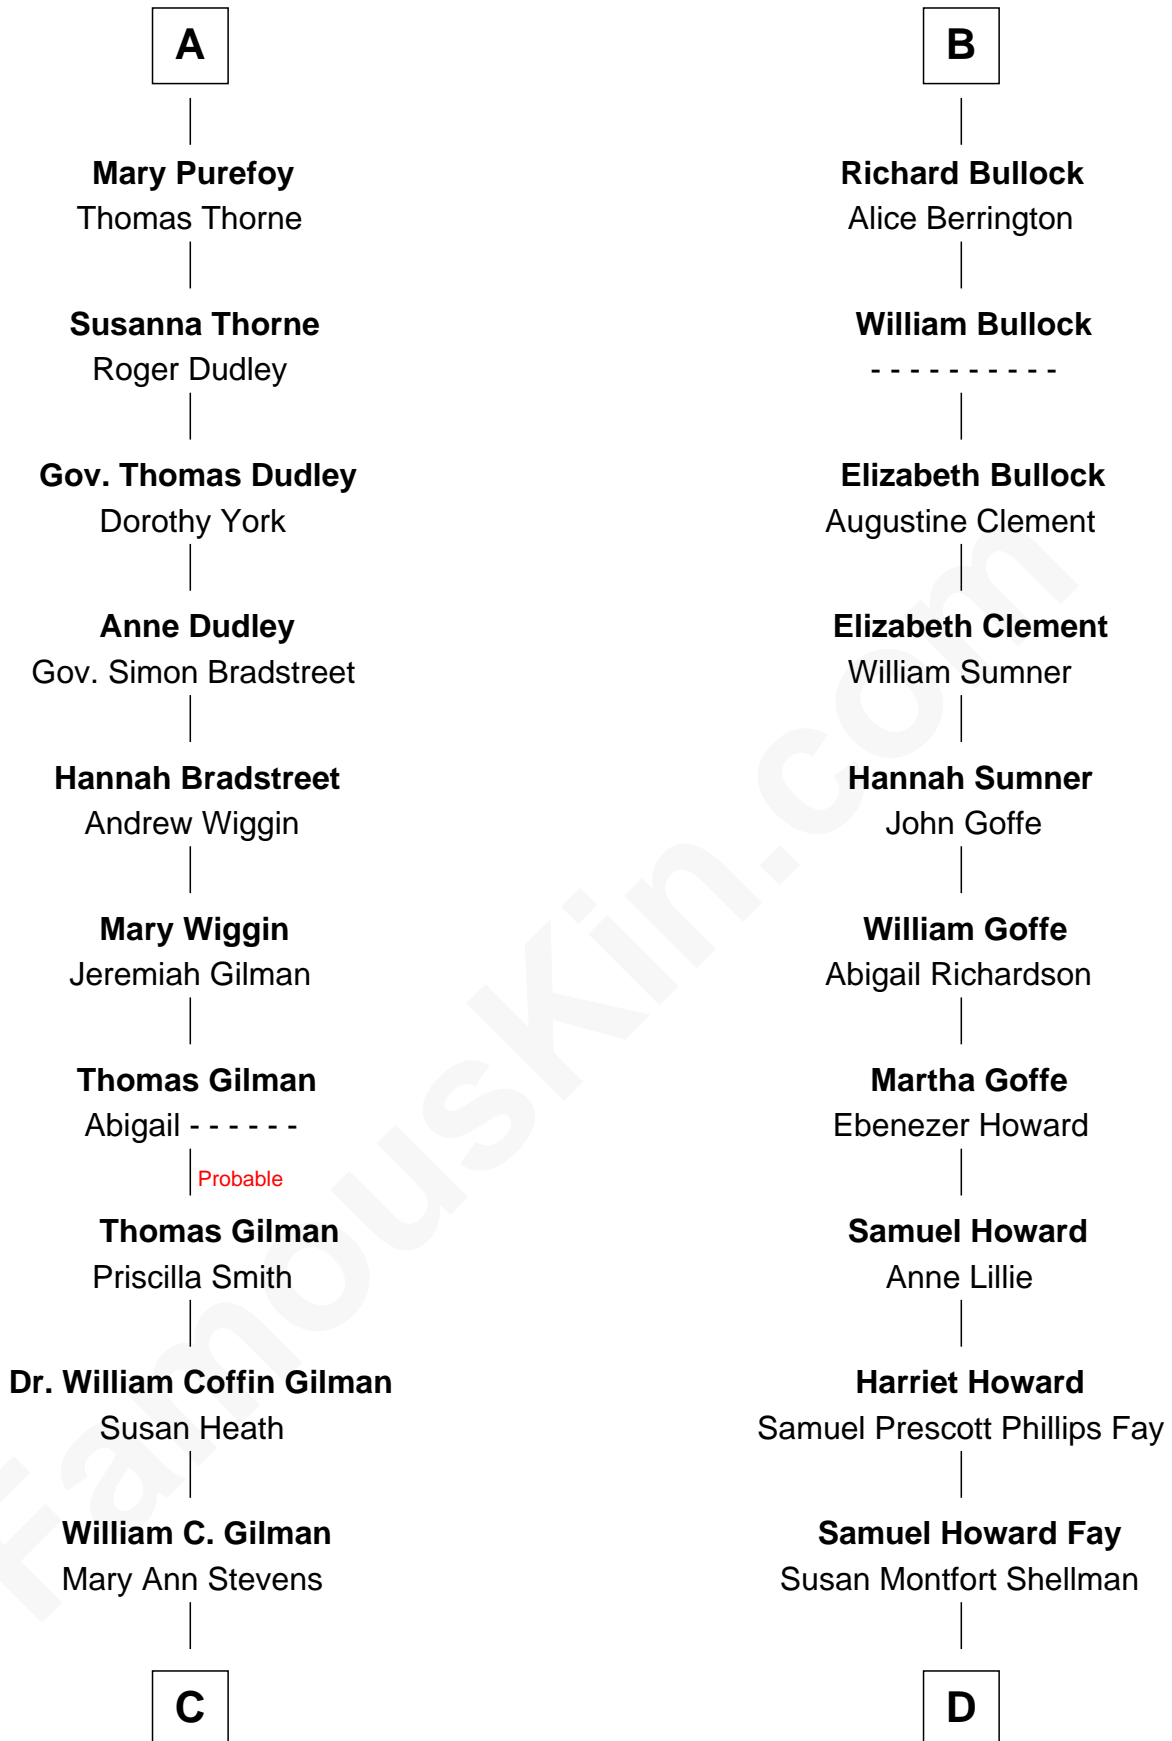 A
Mary Purefoy
Thomas Thorne
Susanna Thorne
Roger Dudley
Gov. Thomas Dudley
Dorothy York
Anne Dudley
Gov. Simon Bradstreet
Hannah Bradstreet
Andrew Wiggin
Mary Wiggin
Jeremiah Gilman
Thomas Gilman
Abigail - - - - - -
Probable
Thomas Gilman
Priscilla Smith
Dr. William Coffin Gilman
Susan Heath
William C. Gilman
Mary Ann Stevens
C
B
Richard Bullock
Alice Berrington
William Bullock
- - - - - - - - - -
Elizabeth Bullock
Augustine Clement
Elizabeth Clement
William Sumner
Hannah Sumner
John Goffe
William Goffe
Abigail Richardson
Martha Goffe
Ebenezer Howard
Samuel Howard
Anne Lillie
Harriet Howard
Samuel Prescott Phillips Fay
Samuel Howard Fay
Susan Montfort Shellman
D
FamousKin.com